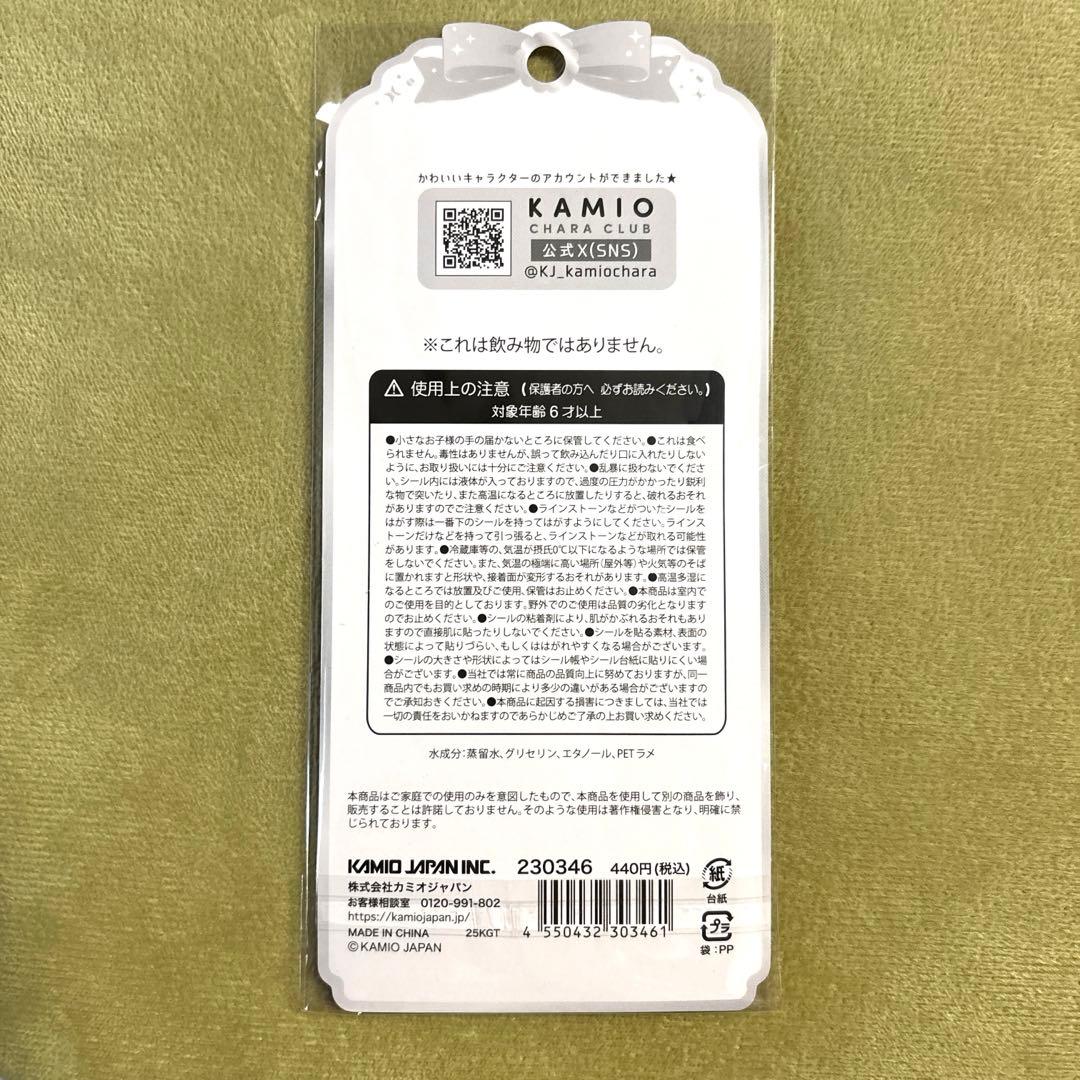 かわいいキャラクターのアカウントができました★
KAMIO
CHARA CLUB
公式X(SNS)
@KJ_kamiochara
※これは飲み物ではありません。
⚠ 使用上の注意 (保護者の方へ 必ずお読みください。)
対象年齢6才以上
●小さなお子様の手の届かないところに保管してください。●これは食べ
られません。毒性はありませんが、誤って飲み込んだり口に入れたりしない
ように、お取り扱いには十分にご注意ください。●乱暴に扱わないでくださ
い。シール内には液体が入っておりますので、過度の圧力がかかったり鋭利
な物で突いたり、また高温になるところに放置したりすると、破れるおそれ
がありますのでご注意ください。●ラインストーンなどがついたシールを
はがす際は一番下のシールを持ってはがすようにしてください。ラインス
トーンだけなどを持って引っ張ると、ラインストーンなどが取れる可能性
があります。●冷蔵庫等の、気温が摂氏0℃以下になるような場所では保管
をしないでください。また、気温の極端に高い場所(屋外等)や火気等のそば
に置かれますと形状や、接着面が変形するおそれがあります。●高温多湿に
なるところでは放置及びご使用、保管はお止めください。●本商品は室内で
のご使用を目的としております。野外でのご使用は品質の劣化となります
のでお止めください。●シールの粘着剤により、肌がかぶれるおそれもあり
ますので直接肌に貼ったりしないでください。●シールを貼る素材、表面の
状態によって貼りづらい、もしくははがれやすくなる場合がございます。
●シールの大きさや形状によってはシール帳やシール台紙に貼りにくい場
合がございます。●当社では常に商品の品質向上に努めておりますが、同一
商品内でもお買い求めの時期により多少の違いがある場合がございますの
でご承知おきください。●本商品に起因する損害につきましては、当社では
一切の責任をおいかねますのであらかじめご了承の上お買い求めください。
水成分:蒸留水、グリセリン、エタノール、PETラメ
本商品はご家庭での使用のみを意図したもので、本商品を使用して別の商品を飾り、
販売することは許諾しておりません。そのような使用は著作権侵害となり、明確に禁
じられております。
KAMIO JAPAN INC. 230346 440円(税込)
株式会社カミオジャパン
お客様相談室 0120-991-802
https://kamiojapan.jp/
MADE IN CHINA 25KGT
©KAMIO JAPAN
4 550432 303461
紙
台紙
プラ
袋:PP